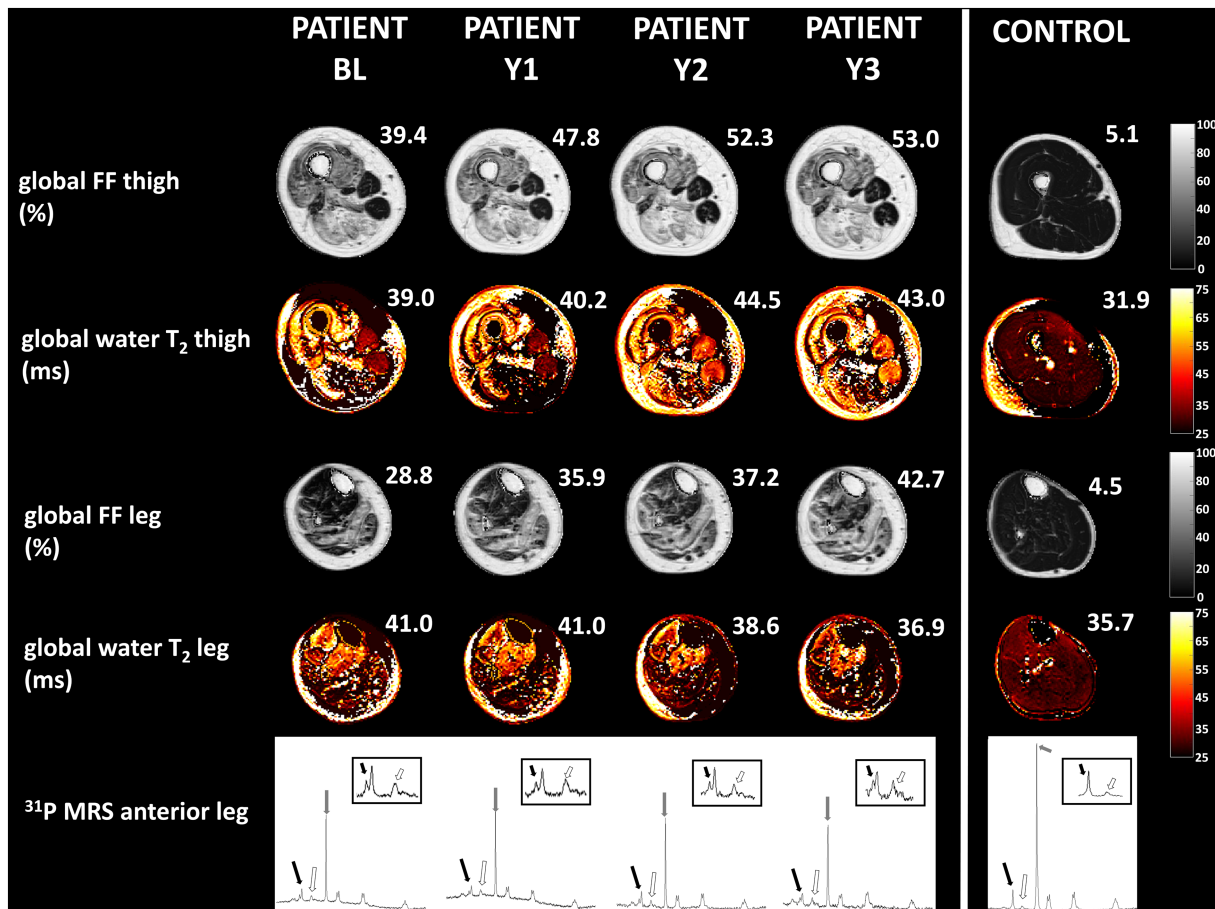 PATIENT PATIENT PATIENT PATIENT CONTROL
BL Y1 Y2 Y3
39.4 47.8 52.3 53.0 5.1
global FF thigh
(%)
100
80
60
40
20
0
39.0 40.2 44.5 43.0 31.9
global water T₂ thigh
(ms)
75
65
55
45
35
25
28.8 35.9 37.2 42.7 4.5
global FF leg
(%)
100
80
60
40
20
0
41.0 41.0 38.6 36.9 35.7
global water T₂ leg
(ms)
75
65
55
45
35
25
³¹P MRS anterior leg